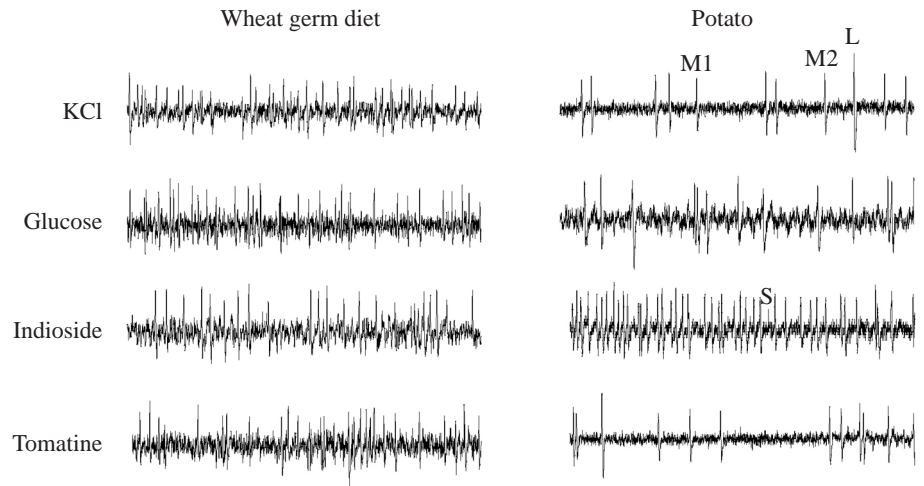 Wheat germ diet
Potato
L
M1
M2
KCl
Glucose
S
Indioside
Tomatine